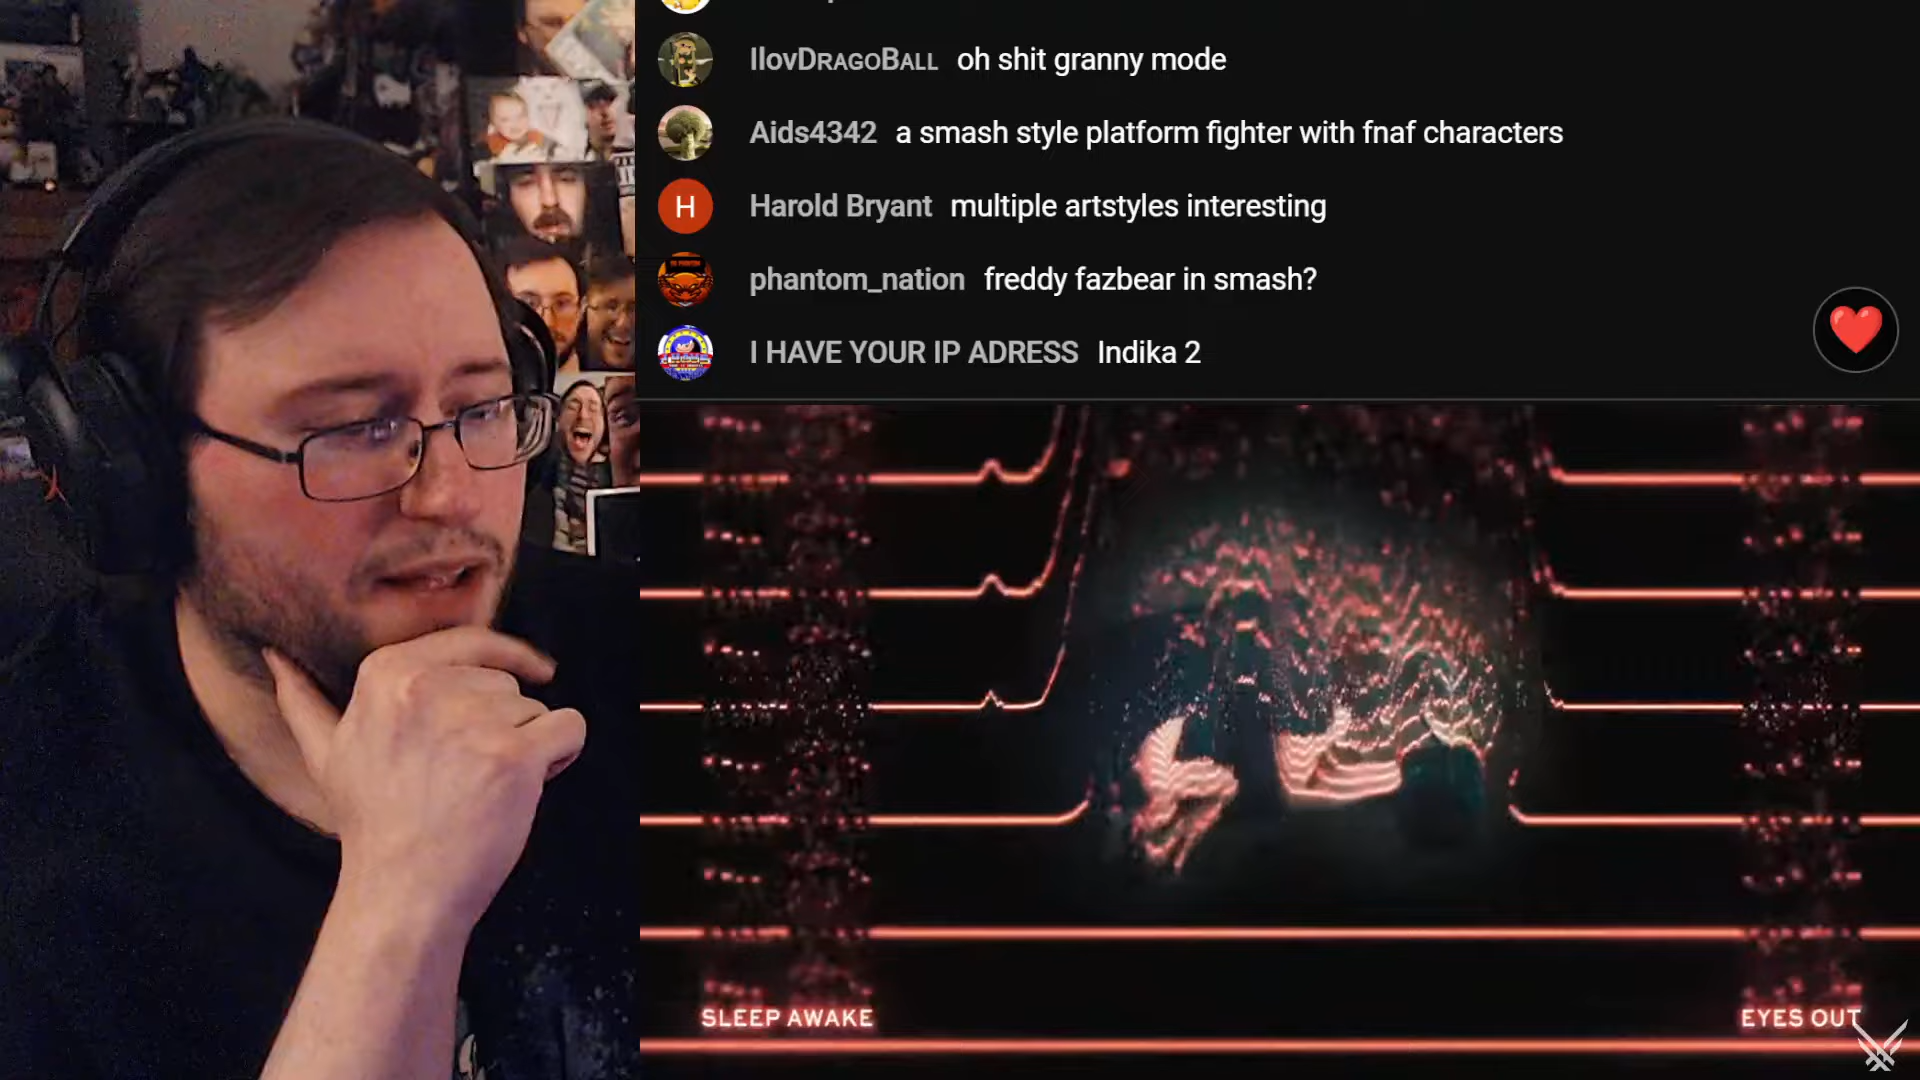 IlovDRAGOBALL oh shit granny mode
Aids4342 a smash style platform fighter with fnaf characters
H Harold Bryant multiple artstyles interesting
phantom_nation freddy fazbear in smash?
I HAVE YOUR IP ADRESS Indika 2
SLEEP AWAKE
EYES OUT